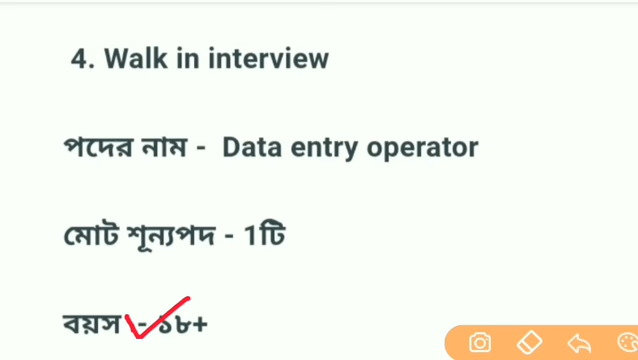 4. Walk in interview
পদের নাম - Data entry operator
মোট শূন্যপদ - 1টি
বয়স - ১৮+